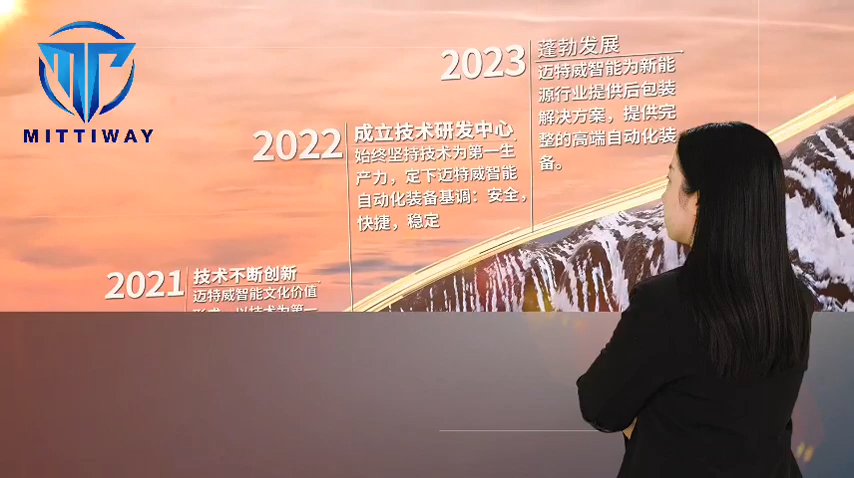 MITTIWAY
2023
蓬勃发展
迈特威智能为新能
源行业提供后包装
解决方案，提供完
整的高端自动化装
备。
2022
成立技术研发中心
始终坚持技术为第一生
产力，定下迈特威智能
自动化装备基调：安全，
快捷，稳定
2021
技术不断创新
迈特威智能文化价值